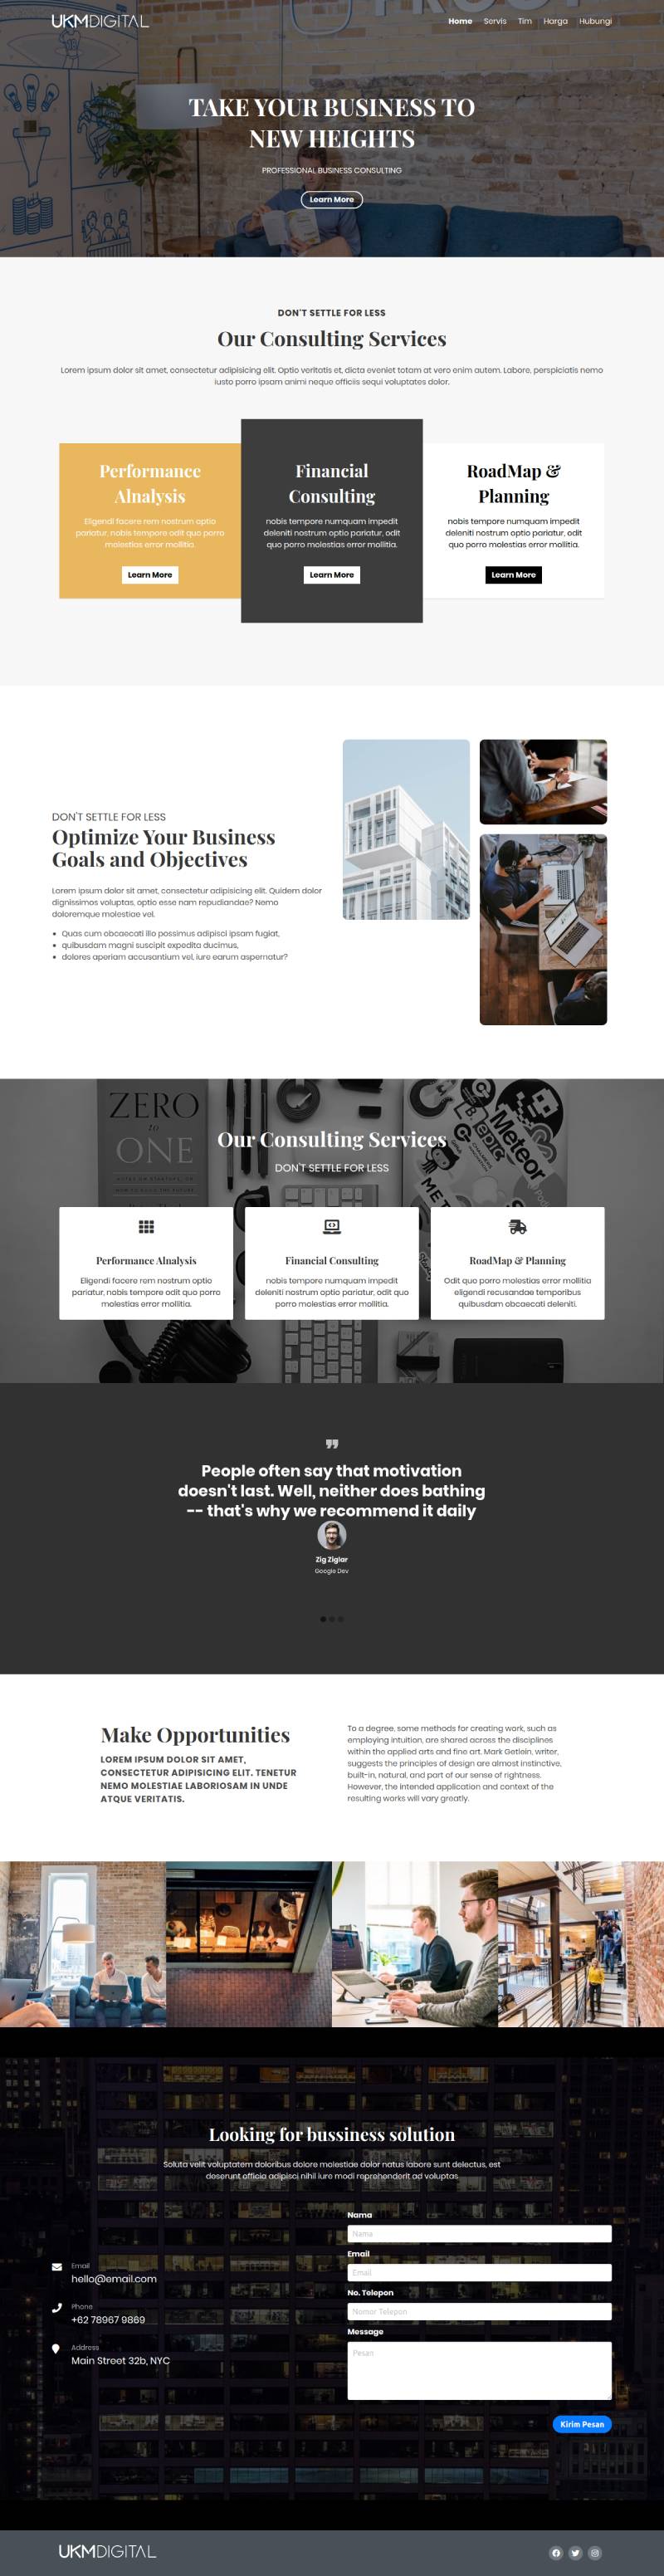 UKMDIGITAL
Home Servis Tim Harga Hubungi
TAKE YOUR BUSINESS TO
NEW HEIGHTS
PROFESSIONAL BUSINESS CONSULTING
Learn More
DON'T SETTLE FOR LESS
Our Consulting Services
Lorem ipsum dolor sit amet, consectetur adipisicing elit. Optio veritatis et, dicta eveniet totam at vero enim autem. Labore, perspiciatis nemo
iusto porro ipsam animi neque officiis sequi voluptates dolor.
Performance
Alnalysis
Eligendi facere rem nostrum optio
pariatur, nobis tempore odit quo porro
molestias error mollitia.
Learn More
Financial
Consulting
nobis tempore numquam impedit
deleniti nostrum optio pariatur, odit
quo porro molestias error mollitia.
Learn More
RoadMap &
Planning
nobis tempore numquam impedit
deleniti nostrum optio pariatur, odit
quo porro molestias error mollitia.
Learn More
DON'T SETTLE FOR LESS
Optimize Your Business
Goals and Objectives
Lorem ipsum dolor sit amet, consectetur adipisicing elit. Quidem dolor
dignissimos voluptas, optio esse nam repudiandae? Nemo
doloremque molestiae vel.
• Quas cum obcaecati illo possimus adipisci ipsam fugiat,
• quibusdam magni suscipit expedita ducimus,
• dolores aperiam accusantium vel, iure earum aspernatur?
ZERO
to
ONE
Our Consulting Services
DON'T SETTLE FOR LESS
epic
Meteor
Performance Alnalysis
Eligendi facere rem nostrum optio
pariatur, nobis tempore odit quo porro
molestias error mollitia.
Financial Consulting
nobis tempore numquam impedit
deleniti nostrum optio pariatur, odit quo
porro molestias error mollitia.
RoadMap & Planning
Odit quo porro molestias error mollitia
eligendi recusandae temporibus
quibusdam obcaecati deleniti.
People often say that motivation
doesn't last. Well, neither does bathing
-- that's why we recommend it daily
Zig Ziglar
Google Dev
Make Opportunities
LOREM IPSUM DOLOR SIT AMET,
CONSECTETUR ADIPISICING ELIT. TENETUR
NEMO MOLESTIAE LABORIOSAM IN UNDE
ATQUE VERITATIS.
To a degree, some methods for creating work, such as
employing intuition, are shared across the disciplines
within the applied arts and fine art. Mark Getlein, writer,
suggests the principles of design are almost instinctive,
built-in, natural, and part of our sense of rightness.
However, the intended application and context of the
resulting works will vary greatly.
Looking for bussiness solution
Soluta velit voluptatem doloribus dolore molestiae dolor natus labore sunt delectus, est
deserunt officia adipisci nihil iure modi reprehenderit ad voluptas
Email
hello@email.com
Phone
+62 78967 9869
Address
Main Street 32b, NYC
Nama
Nama
Email
Email
No. Telepon
Nomor Telepon
Message
Pesan
Kirim Pesan
UKMDIGITAL